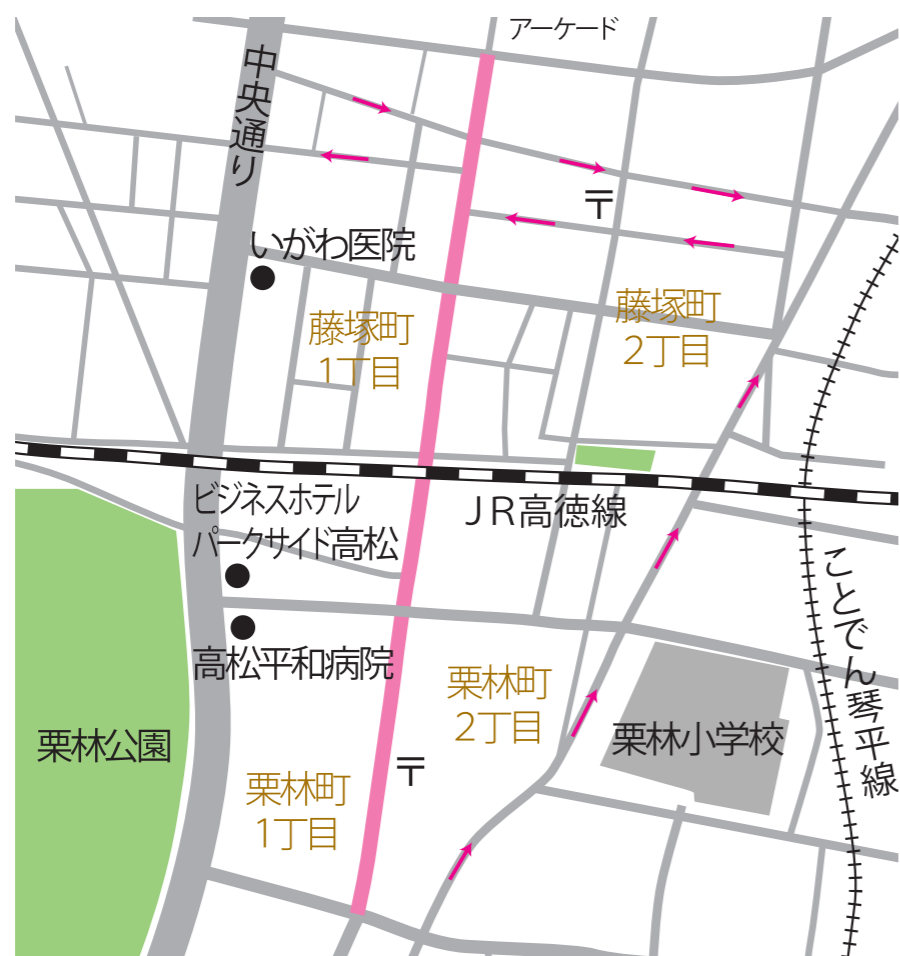 アーケード
中央通り
〒
いがわ医院
藤塚町
1丁目
藤塚町
2丁目
ビジネスホテル
パークサイド高松
JR高徳線
ことでん琴平線
高松平和病院
栗林町
2丁目
栗林小学校
栗林公園
〒
栗林町
1丁目